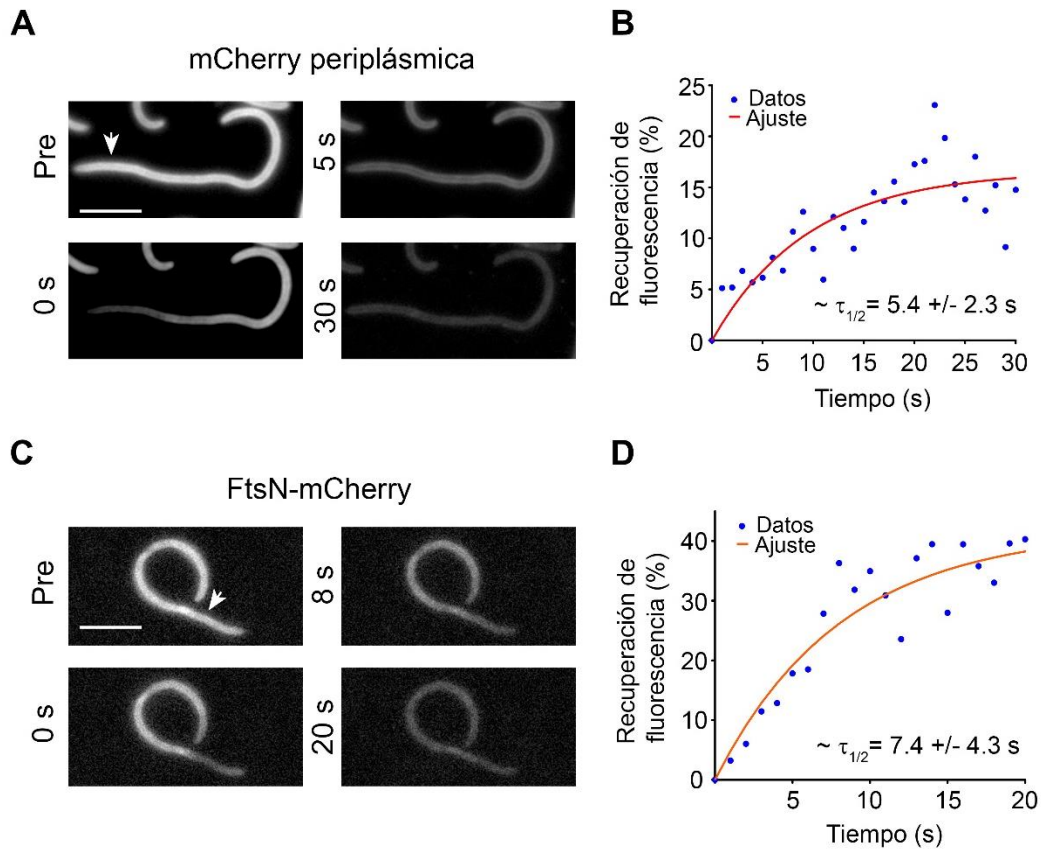 A
mCherry periplásmica
Pre
5 s
0 s
30 s
B
Datos
Ajuste
Recuperación de
fluorescencia (%)
25
20
15
10
5
0
~ τ1/2= 5.4 +/- 2.3 s
5 10 15 20 25 30
Tiempo (s)
C
FtsN-mCherry
Pre
8 s
0 s
20 s
D
Datos
Ajuste
Recuperación de
fluorescencia (%)
40
30
20
10
0
~ τ1/2= 7.4 +/- 4.3 s
5 10 15 20
Tiempo (s)